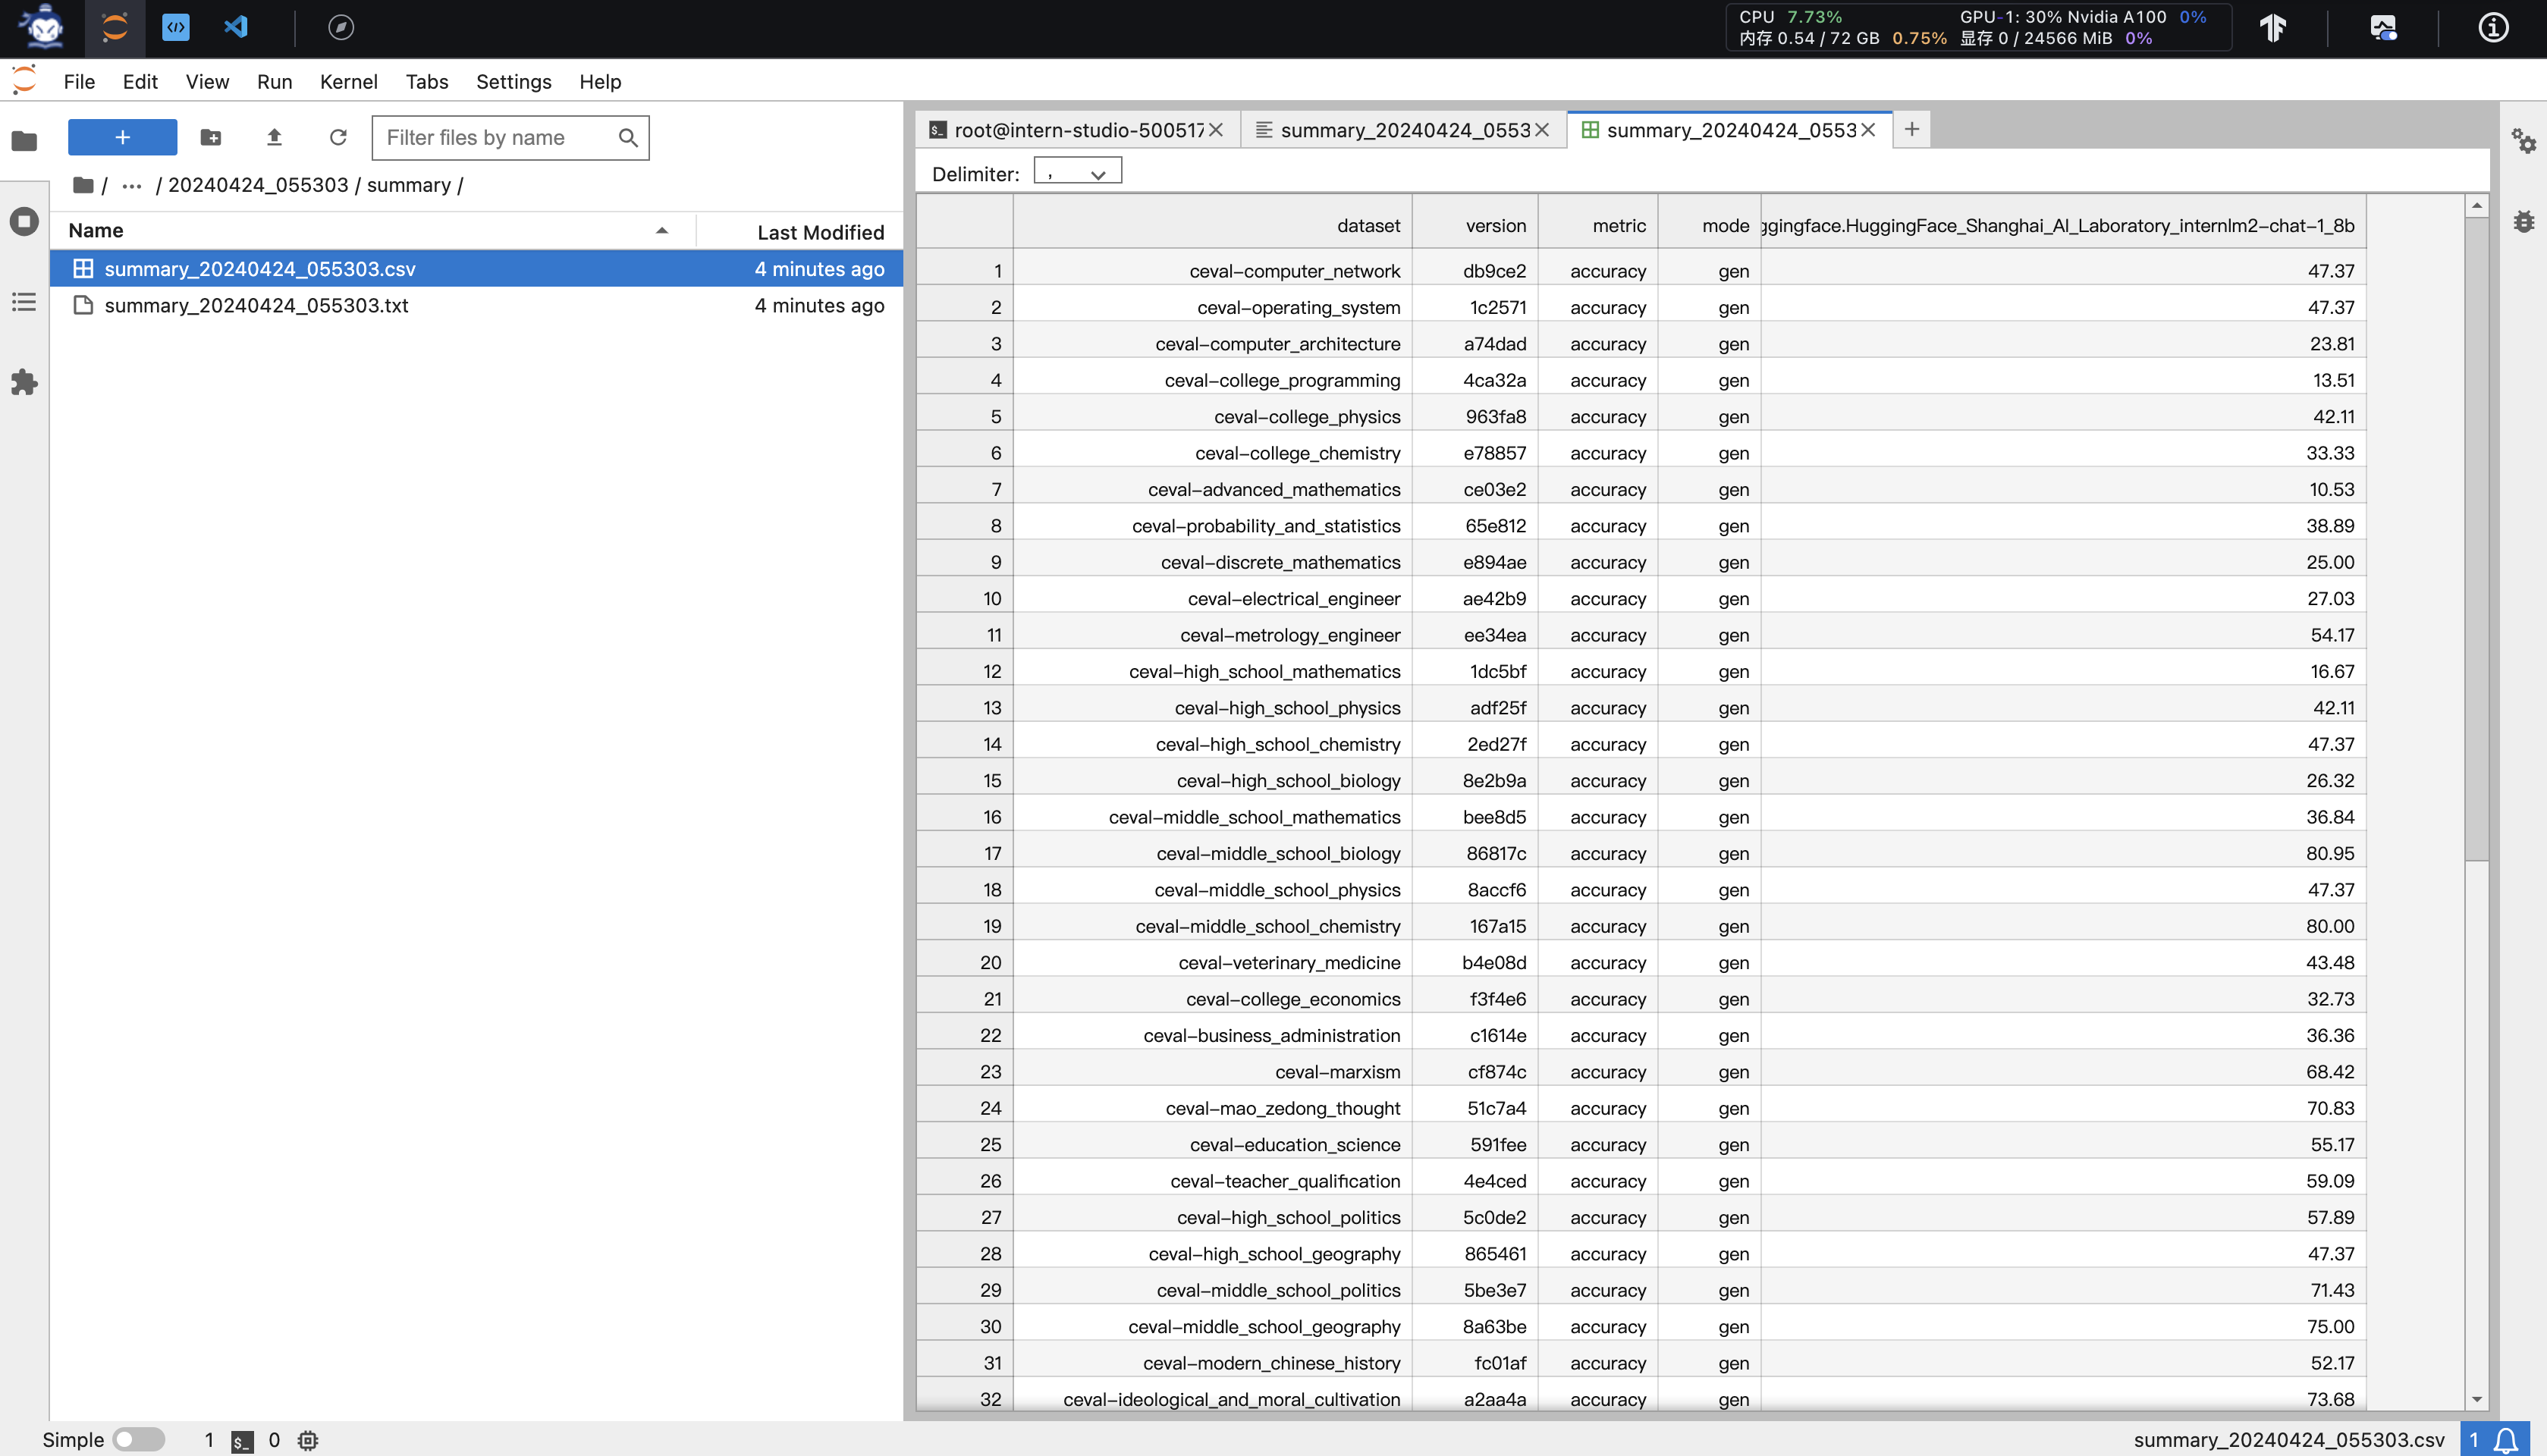 CPU 7.73% GPU-1: 30% Nvidia A100 0%
内存 0.54 / 72 GB 0.75% 显存 0 / 24566 MiB 0%
File Edit View Run Kernel Tabs Settings Help
root@intern-studio-500517 summary_20240424_0553 summary_20240424_0553
Filter files by name
Delimiter: ,
/ ... / 20240424_055303 / summary /
Name Last Modified
summary_20240424_055303.csv 4 minutes ago
summary_20240424_055303.txt 4 minutes ago
dataset version metric mode ggingface.HuggingFace_Shanghai_AI_Laboratory_internlm2-chat-1_8b
1 ceval-computer_network db9ce2 accuracy gen 47.37
2 ceval-operating_system 1c2571 accuracy gen 47.37
3 ceval-computer_architecture a74dad accuracy gen 23.81
4 ceval-college_programming 4ca32a accuracy gen 13.51
5 ceval-college_physics 963fa8 accuracy gen 42.11
6 ceval-college_chemistry e78857 accuracy gen 33.33
7 ceval-advanced_mathematics ce03e2 accuracy gen 10.53
8 ceval-probability_and_statistics 65e812 accuracy gen 38.89
9 ceval-discrete_mathematics e894ae accuracy gen 25.00
10 ceval-electrical_engineer ae42b9 accuracy gen 27.03
11 ceval-metrology_engineer ee34ea accuracy gen 54.17
12 ceval-high_school_mathematics 1dc5bf accuracy gen 16.67
13 ceval-high_school_physics adf25f accuracy gen 42.11
14 ceval-high_school_chemistry 2ed27f accuracy gen 47.37
15 ceval-high_school_biology 8e2b9a accuracy gen 26.32
16 ceval-middle_school_mathematics bee8d5 accuracy gen 36.84
17 ceval-middle_school_biology 86817c accuracy gen 80.95
18 ceval-middle_school_physics 8accf6 accuracy gen 47.37
19 ceval-middle_school_chemistry 167a15 accuracy gen 80.00
20 ceval-veterinary_medicine b4e08d accuracy gen 43.48
21 ceval-college_economics f3f4e6 accuracy gen 32.73
22 ceval-business_administration c1614e accuracy gen 36.36
23 ceval-marxism cf874c accuracy gen 68.42
24 ceval-mao_zedong_thought 51c7a4 accuracy gen 70.83
25 ceval-education_science 591fee accuracy gen 55.17
26 ceval-teacher_qualification 4e4ced accuracy gen 59.09
27 ceval-high_school_politics 5c0de2 accuracy gen 57.89
28 ceval-high_school_geography 865461 accuracy gen 47.37
29 ceval-middle_school_politics 5be3e7 accuracy gen 71.43
30 ceval-middle_school_geography 8a63be accuracy gen 75.00
31 ceval-modern_chinese_history fc01af accuracy gen 52.17
32 ceval-ideological_and_moral_cultivation a2aa4a accuracy gen 73.68
Simple 1 0 summary_20240424_055303.csv 1